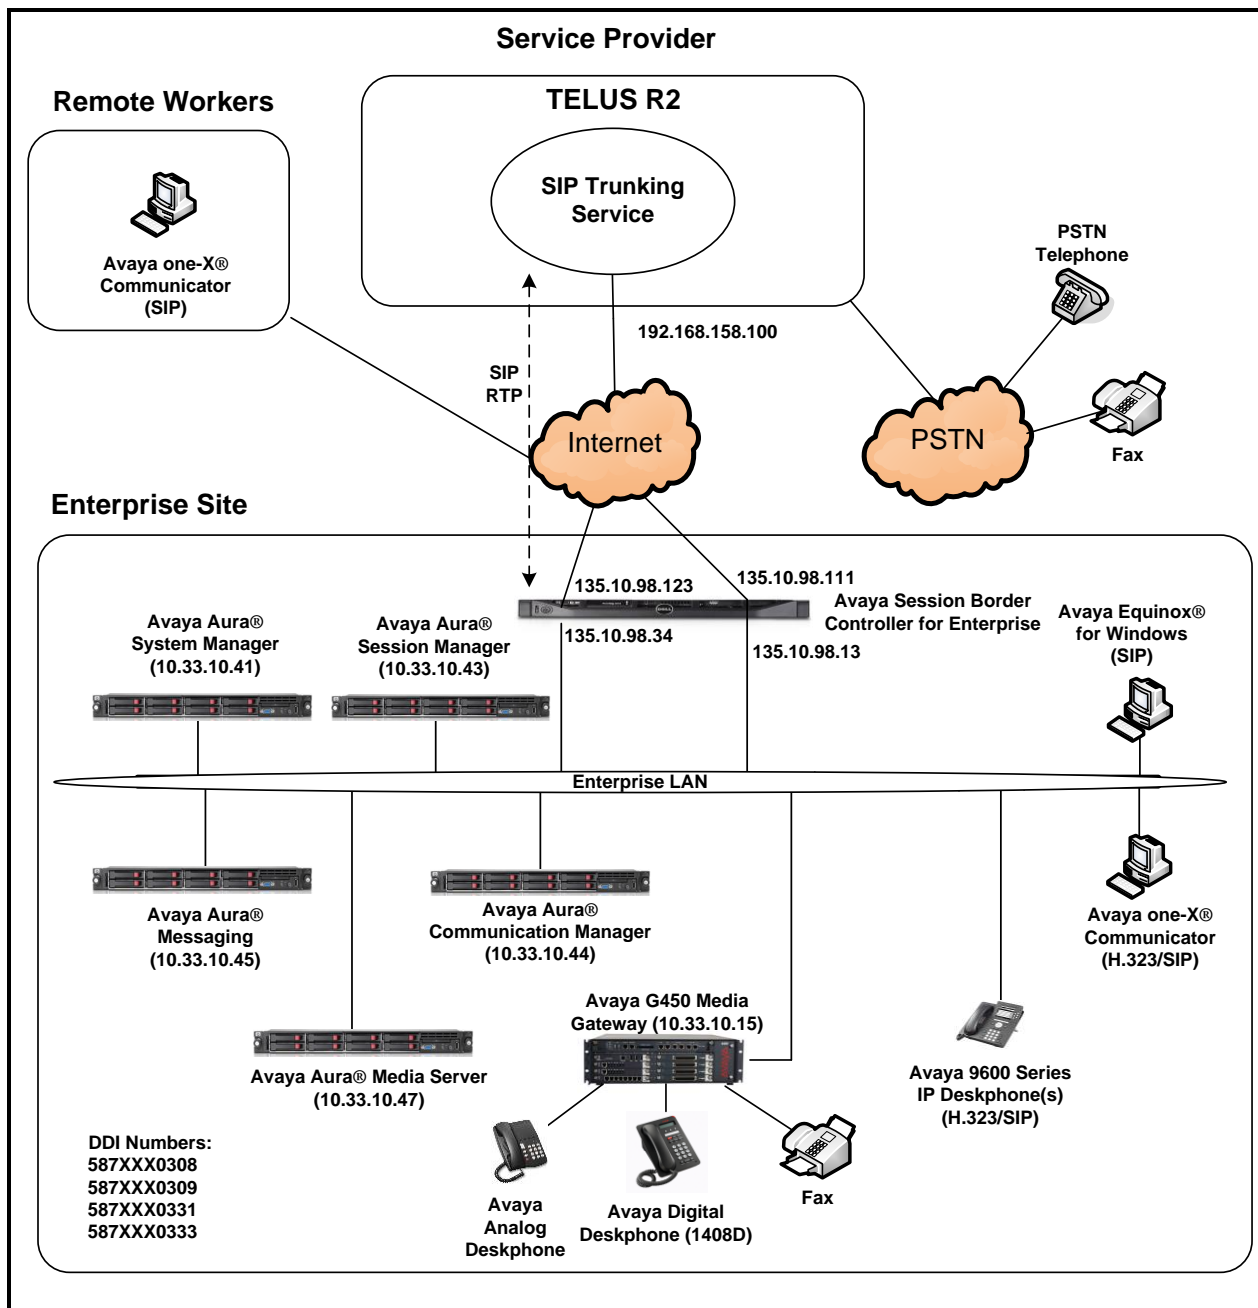 Service Provider
Remote Workers
TELUS R2
SIP Trunking
Service
Avaya one-X®
Communicator
(SIP)
PSTN
Telephone
192.168.158.100
SIP
RTP
Internet
PSTN
Fax
Enterprise Site
135.10.98.123
135.10.98.111
Avaya Session Border
Controller for Enterprise
135.10.98.34
135.10.98.13
Avaya Aura®
System Manager
(10.33.10.41)
Avaya Aura®
Session Manager
(10.33.10.43)
Avaya Equinox®
for Windows
(SIP)
Enterprise LAN
Avaya Aura®
Messaging
(10.33.10.45)
Avaya Aura®
Communication Manager
(10.33.10.44)
Avaya one-X®
Communicator
(H.323/SIP)
Avaya G450 Media
Gateway (10.33.10.15)
Avaya Aura® Media Server
(10.33.10.47)
Avaya 9600 Series
IP Deskphone(s)
(H.323/SIP)
DDI Numbers:
587XXX0308
587XXX0309
587XXX0331
587XXX0333
Avaya
Analog
Deskphone
Avaya Digital
Deskphone (1408D)
Fax